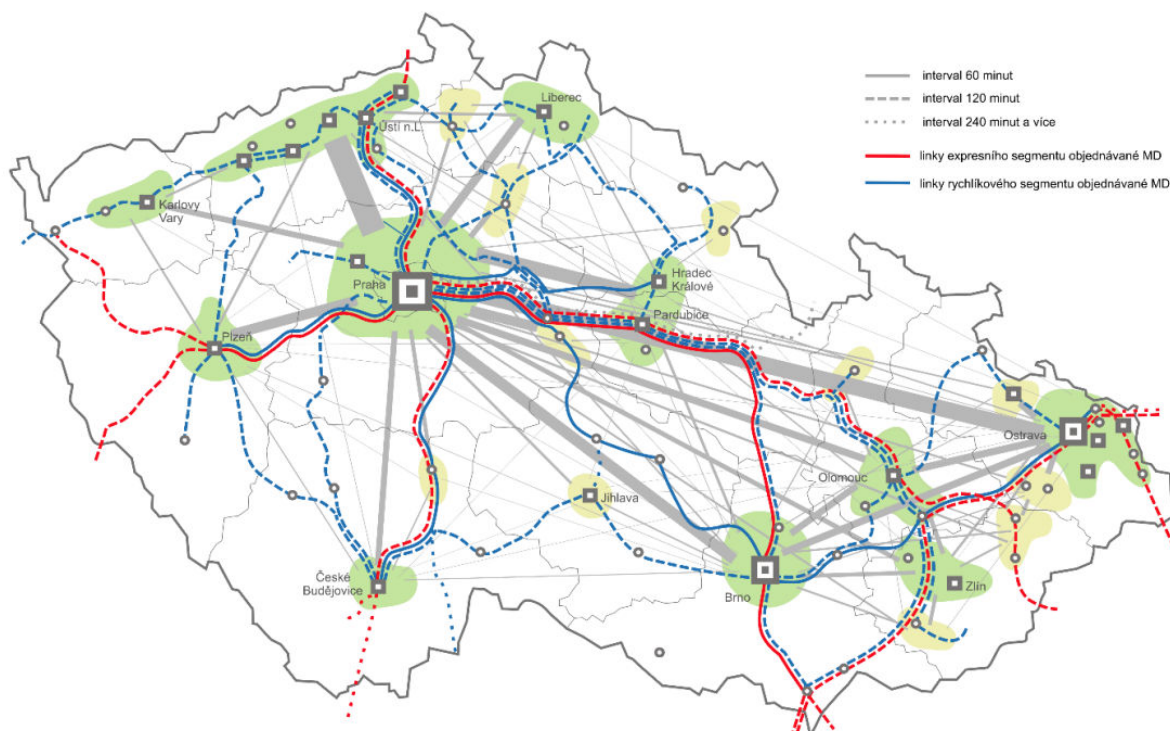 interval 60 minut
interval 120 minut
interval 240 minut a více
linky expresního segmentu objednávané MD
linky rychlíkového segmentu objednávané MD
Liberec
Ústí n.L.
Karlovy
Vary
Praha
Hradec
Králové
Pardubice
Plzeň
Ostrava
Olomouc
Jihlava
České
Budějovice
Brno
Zlín